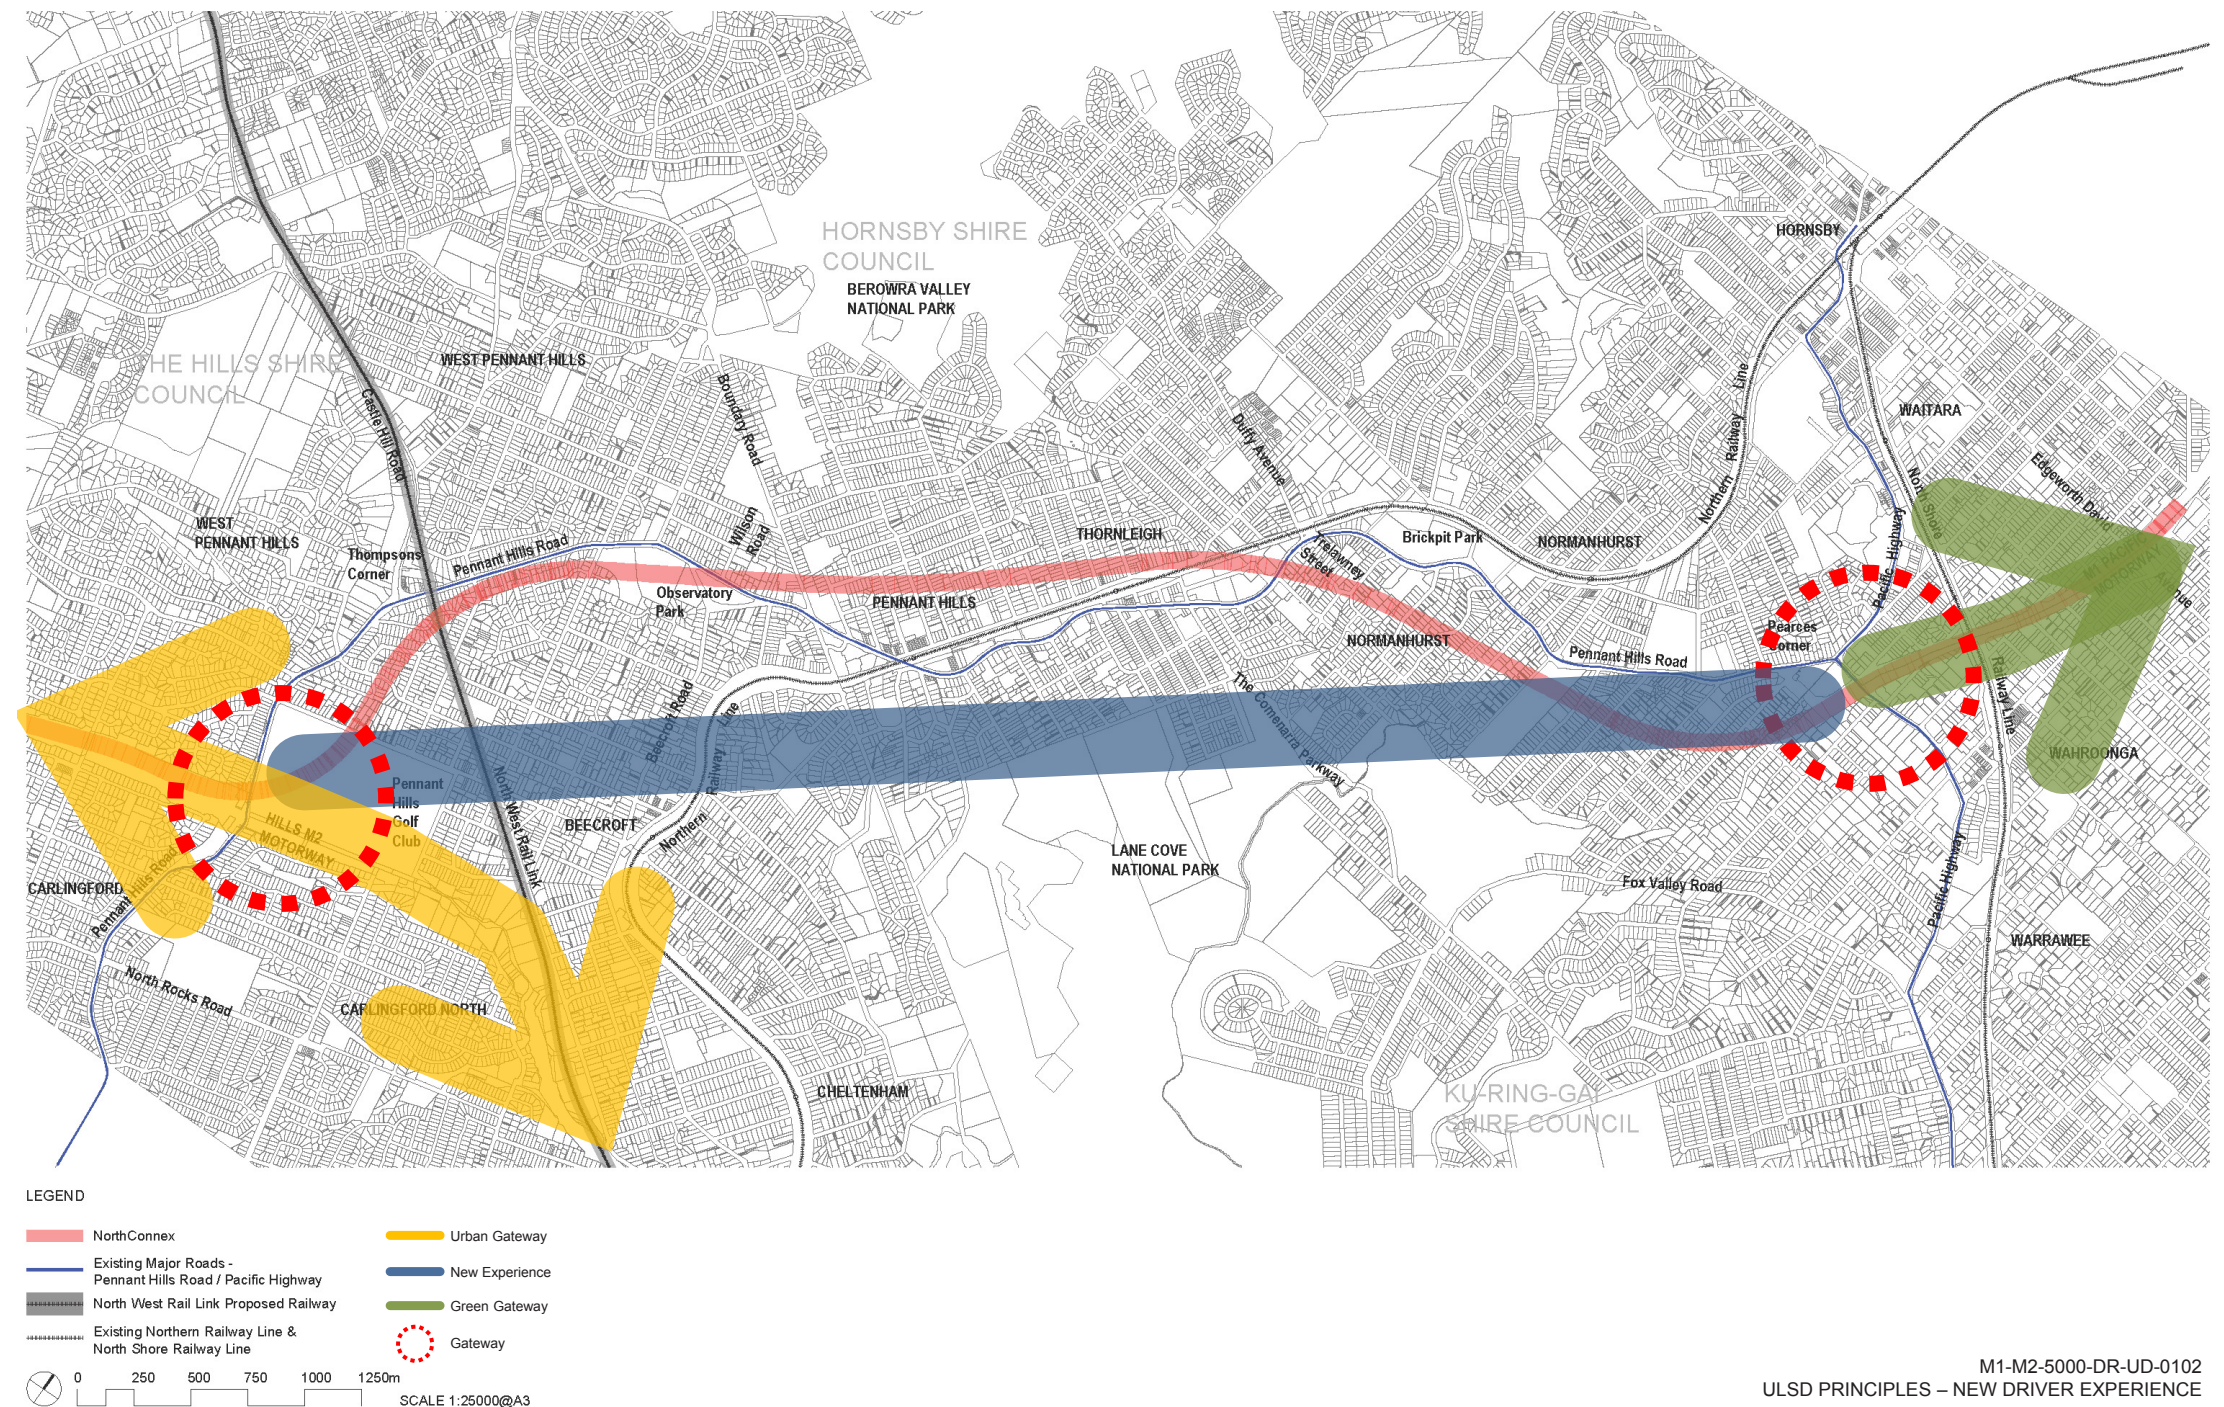 HORNSBY SHIRE
COUNCIL
BEROWRA VALLEY
NATIONAL PARK
HORNSBY
THE HILLS SHIRE
COUNCIL
WEST PENNANT HILLS
Castle Hill Road
Boundary Road
Duffy Avenue
Northern Railway Line
WAITARA
Edgeworth David Avenue
North Shore Railway Line
WEST
PENNANT HILLS
Thompsons
Corner
Pennant Hills Road
Willson
Road
THORNLEIGH
Trelawney
Street
Brickpit Park
NORMANHURST
Pacific Highway
M1 PACIFIC
MOTORWAY
Observatory
Park
PENNANT HILLS
NORMANHURST
Pennant Hills Road
Pearces
Corner
The Comenarra Parkway
Beecroft Road
Northern Railway Line
North West Rail Link
Pennant
Hills
Golf
Club
HILLS M2
MOTORWAY
BEECROFT
WAHROONGA
LANE COVE
NATIONAL PARK
CARLINGFORD
Pennant Hills Road
Fox Valley Road
Pacific Highway
WARRAWEE
North Rocks Road
CARLINGFORD NORTH
CHELTENHAM
KU-RING-GAI
SHIRE COUNCIL
LEGEND
NorthConnex
Existing Major Roads -
Pennant Hills Road / Pacific Highway
North West Rail Link Proposed Railway
Existing Northern Railway Line &
North Shore Railway Line
Urban Gateway
New Experience
Green Gateway
Gateway
0 250 500 750 1000 1250m
SCALE 1:25000@A3
M1-M2-5000-DR-UD-0102
ULSD PRINCIPLES – NEW DRIVER EXPERIENCE